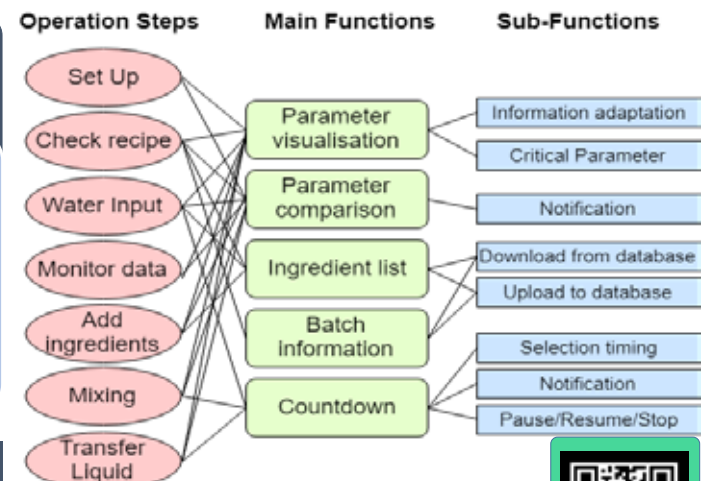 Operation Steps
Main Functions
Sub-Functions
Set Up
Check recipe
Water Input
Monitor data
Add
ingredients
Mixing
Transfer
Liquid
Parameter
visualisation
Parameter
comparison
Ingredient list
Batch
Information
Countdown
Information adaptation
Critical Parameter
Notification
Download from database
Upload to database
Selection timing
Notification
Pause/Resume/Stop